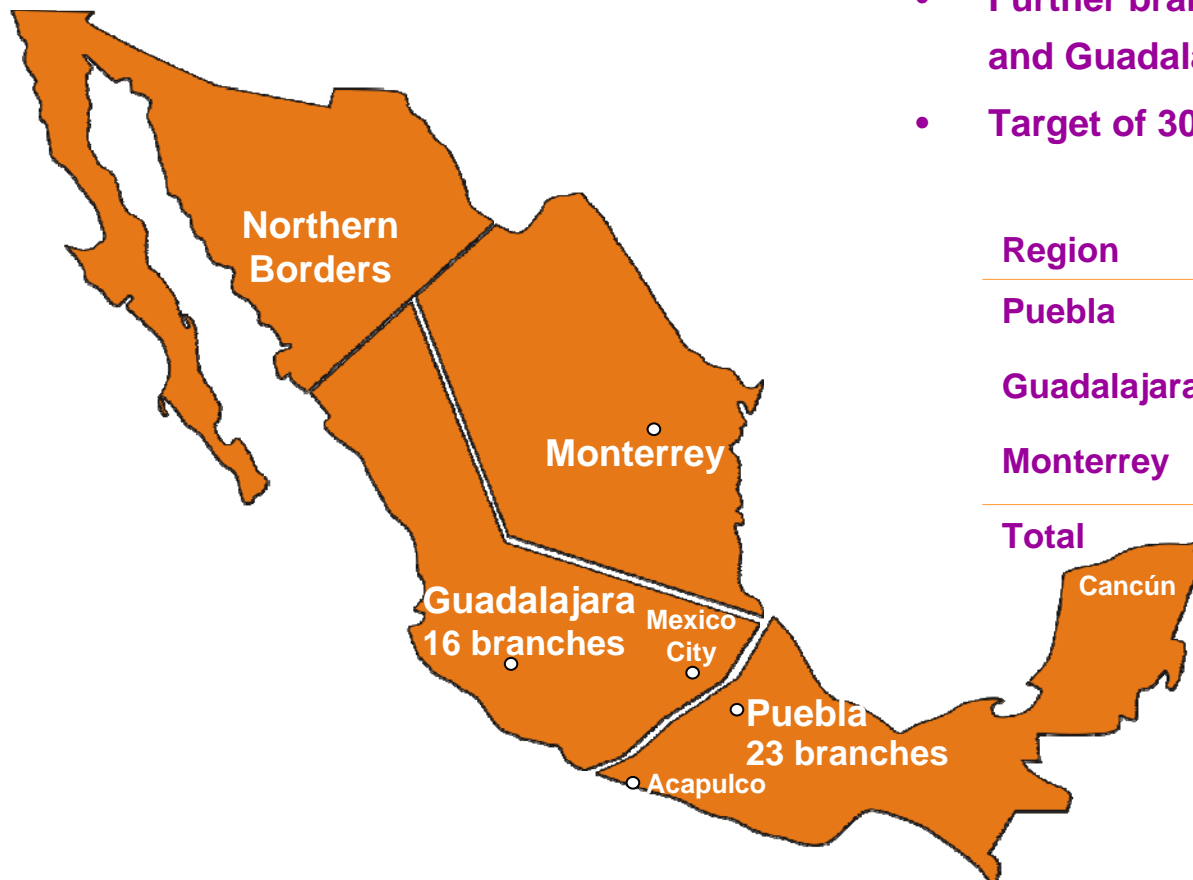 • Further
and
• Target of 30
Northern
Borders
Region
Puebla
Guadalajara
Monterrey
Total
Monterrey
Cancún
Guadalajara
16 branches
Mexico
City
Puebla
23 branches
Acapulco